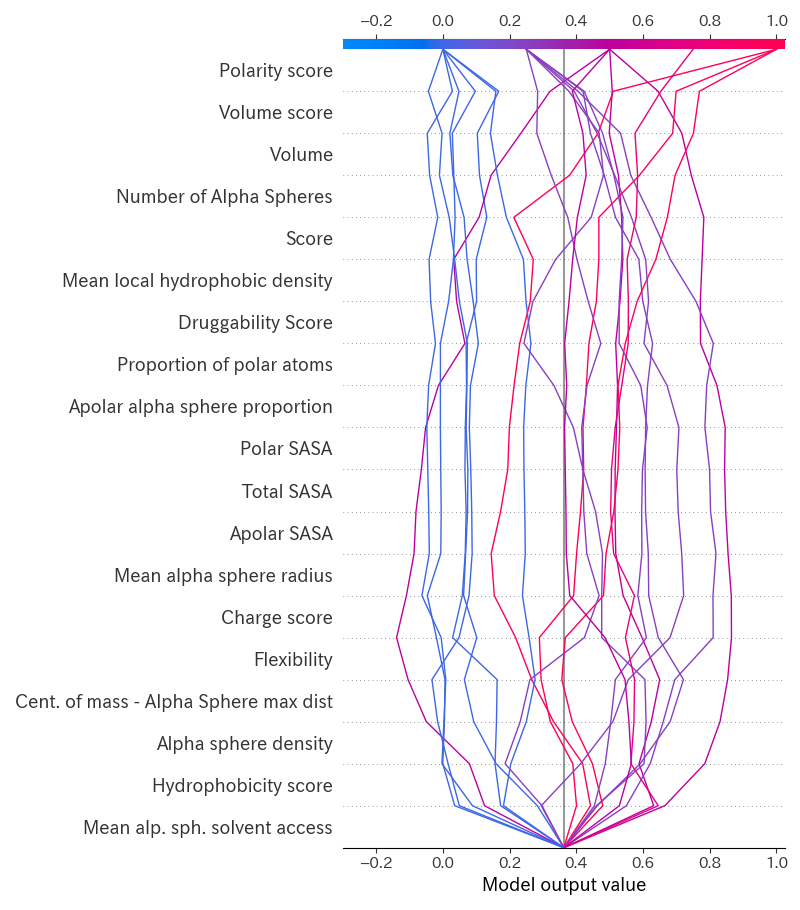 −0.2 0.0 0.2 0.4 0.6 0.8 1.0
Polarity score
Volume score
Volume
Number of Alpha Spheres
Score
Mean local hydrophobic density
Druggability Score
Proportion of polar atoms
Apolar alpha sphere proportion
Polar SASA
Total SASA
Apolar SASA
Mean alpha sphere radius
Charge score
Flexibility
Cent. of mass - Alpha Sphere max dist
Alpha sphere density
Hydrophobicity score
Mean alp. sph. solvent access
−0.2 0.0 0.2 0.4 0.6 0.8 1.0
Model output value